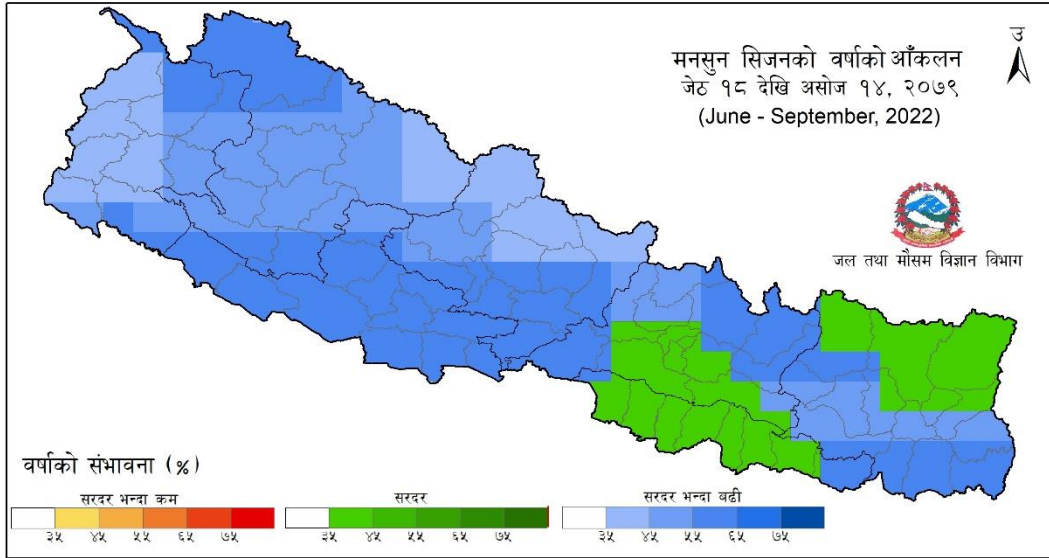 उ
मनसुन सिजनको वर्षाको आँकलन
जेठ १८ देखि असोज १४, २०७९
(June - September, 2022)
जल तथा मौसम विज्ञान विभाग
वर्षाको संभावना (%)
सरदर भन्दा कम
३५ ४५ ५५ ६५ ७५
सरदर
३५ ४५ ५५ ६५ ७५
सरदर भन्दा बढी
३५ ४५ ५५ ६५ ७५